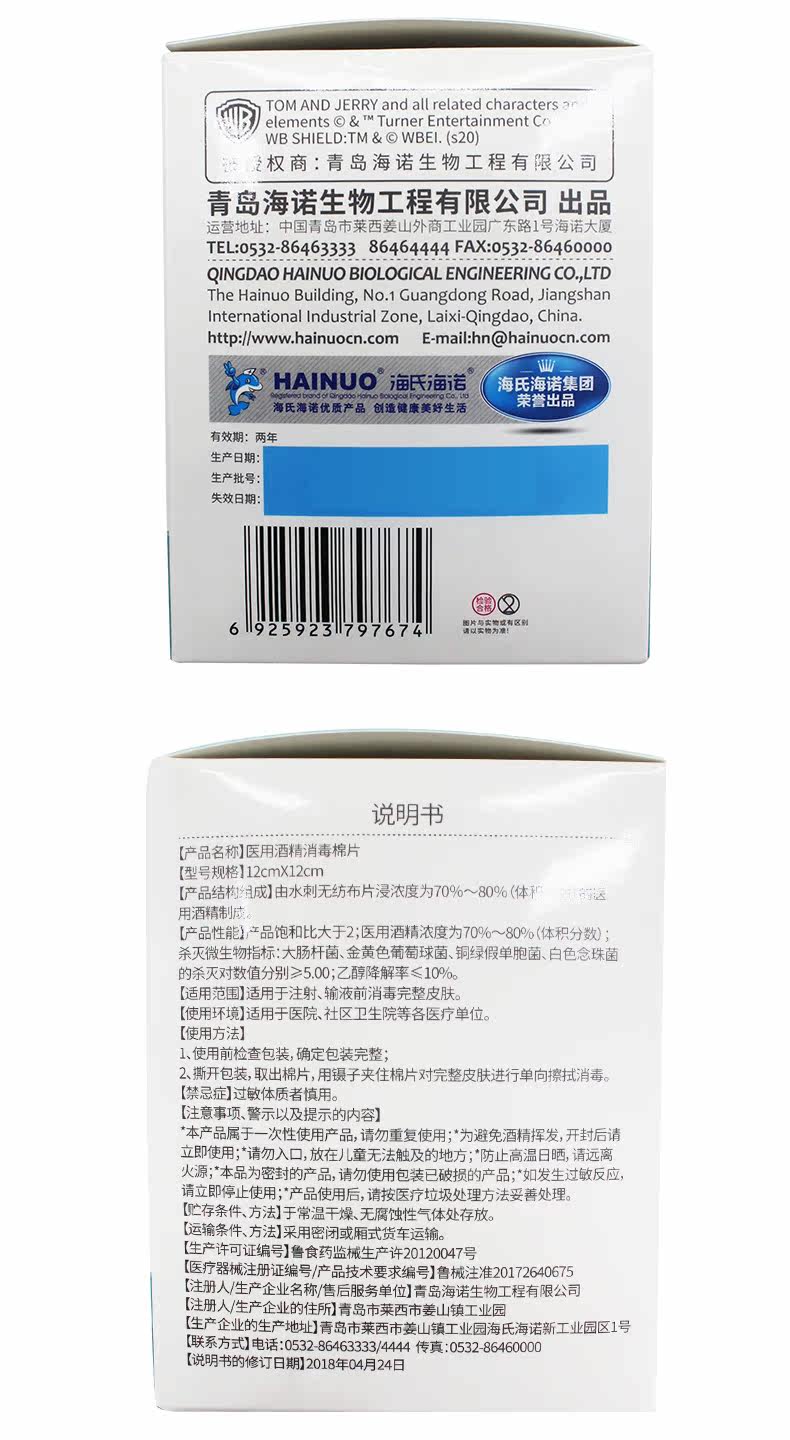 WB
TOM AND JERRY and all related characters
elements © & ™ Turner Entertainment Co
WB SHIELD:TM & © WBEI. (s20)
被授权商：青岛海诺生物工程有限公司
青岛海诺生物工程有限公司 出品
运营地址：中国青岛市莱西姜山外商工业园广东路1号海诺大厦
TEL:0532-86463333 86464444 FAX:0532-86460000
QINGDAO HAINUO BIOLOGICAL ENGINEERING CO.,LTD
The Hainuo Building, No.1 Guangdong Road, Jiangshan
International Industrial Zone, Laixi-Qingdao, China.
http://www.hainuocn.com E-mail:hn@hainuocn.com
HAINUO® 海氏海诺®
Registered brand of Qingdao Hainuo Biological Engineering Co., Ltd
海氏海诺优质产品 创造健康美好生活
海氏海诺集团
荣誉出品
有效期：两年
生产日期：
生产批号：
失效日期：
6 925923 797674
检验
合格
图片与实物或有区别
请以实物为准！
说明书
【产品名称】医用酒精消毒棉片
【型号规格】12cmX12cm
【产品结构组成】由水刺无纺布片浸浓度为70%～80%（体积 的医
用酒精制成。
【产品性能】产品饱和比大于2；医用酒精浓度为70%～80%（体积分数）；
杀灭微生物指标：大肠杆菌、金黄色葡萄球菌、铜绿假单胞菌、白色念珠菌
的杀灭对数值分别≥5.00；乙醇降解率≤10%。
【适用范围】适用于注射、输液前消毒完整皮肤。
【使用环境】适用于医院、社区卫生院等各医疗单位。
【使用方法】
1、使用前检查包装，确定包装完整；
2、撕开包装，取出棉片，用镊子夹住棉片对完整皮肤进行单向擦拭消毒。
【禁忌症】过敏体质者慎用。
【注意事项、警示以及提示的内容】
*本产品属于一次性使用产品，请勿重复使用；*为避免酒精挥发，开封后请
立即使用；*请勿入口，放在儿童无法触及的地方；*防止高温日晒，请远离
火源；*本品为密封的产品，请勿使用包装已破损的产品；*如发生过敏反应，
请立即停止使用；*产品使用后，请按医疗垃圾处理方法妥善处理。
【贮存条件、方法】于常温干燥、无腐蚀性气体处存放。
【运输条件、方法】采用密闭或厢式货车运输。
【生产许可证编号】鲁食药监械生产许20120047号
【医疗器械注册证编号/产品技术要求编号】鲁械注准20172640675
【注册人/生产企业名称/售后服务单位】青岛海诺生物工程有限公司
【注册人/生产企业的住所】青岛市莱西市姜山镇工业园
【生产企业的生产地址】青岛市莱西市姜山镇工业园海氏海诺新工业园区1号
【联系方式】电话：0532-86463333/4444 传真：0532-86460000
【说明书的修订日期】2018年04月24日